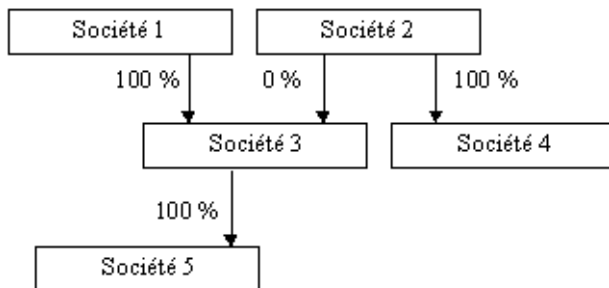 Société 1 Société 2
100 % 0 % 100 %
Société 3 Société 4
100 %
Société 5